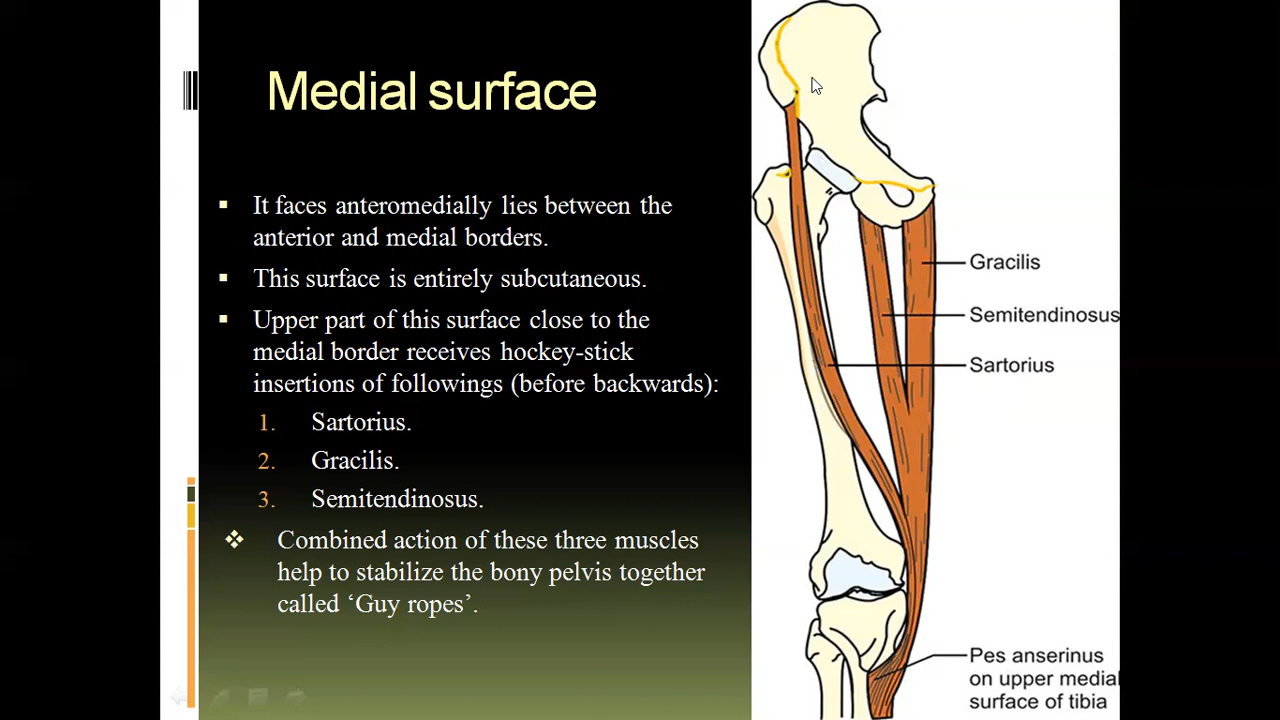 Medial surface
▪ It faces anteromedially lies between the
anterior and medial borders.
▪ This surface is entirely subcutaneous.
▪ Upper part of this surface close to the
medial border receives hockey-stick
insertions of followings (before backwards):
1. Sartorius.
2. Gracilis.
3. Semitendinosus.
❖ Combined action of these three muscles
help to stabilize the bony pelvis together
called ‘Guy ropes’.
Gracilis
Semitendinosus
Sartorius
Pes anserinus
on upper medial
surface of tibia